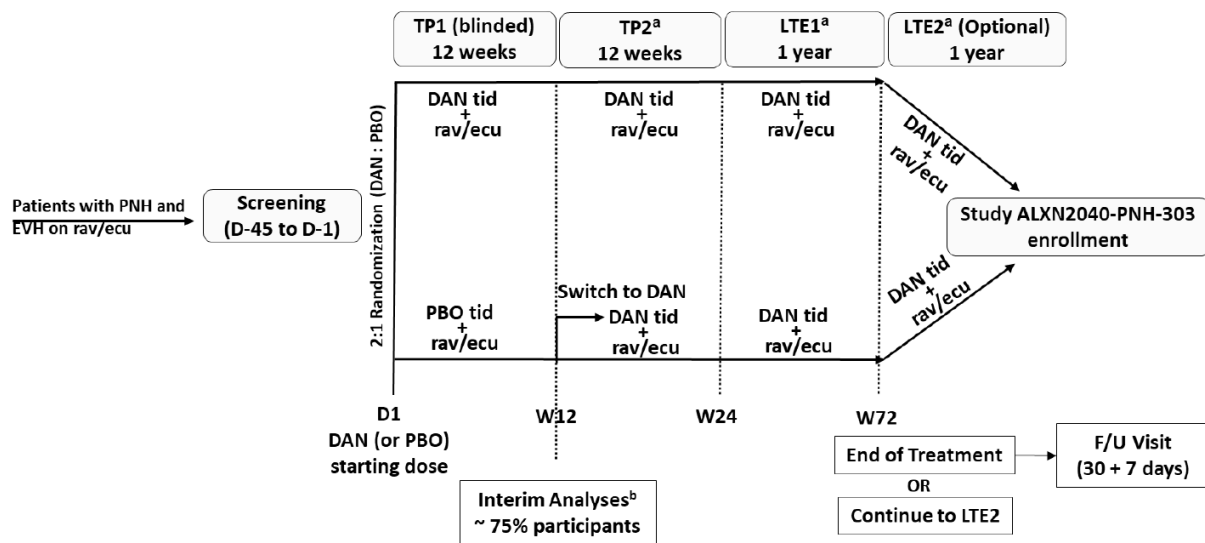 TP1 (blinded)
12 weeks
TP2ᵃ
12 weeks
LTE1ᵃ
1 year
LTE2ᵃ (Optional)
1 year
Patients with PNH and
EVH on rav/ecu
Screening
(D-45 to D-1)
2:1 Randomization (DAN : PBO)
DAN tid
+
rav/ecu
DAN tid
+
rav/ecu
DAN tid
+
rav/ecu
DAN tid
+
rav/ecu
Study ALXN2040-PNH-303
enrollment
PBO tid
+
rav/ecu
Switch to DAN
DAN tid
+
rav/ecu
DAN tid
+
rav/ecu
DAN tid
+
rav/ecu
D1
DAN (or PBO)
starting dose
W12
W24
W72
Interim Analysesᵇ
~ 75% participants
End of Treatment
OR
Continue to LTE2
F/U Visit
(30 + 7 days)